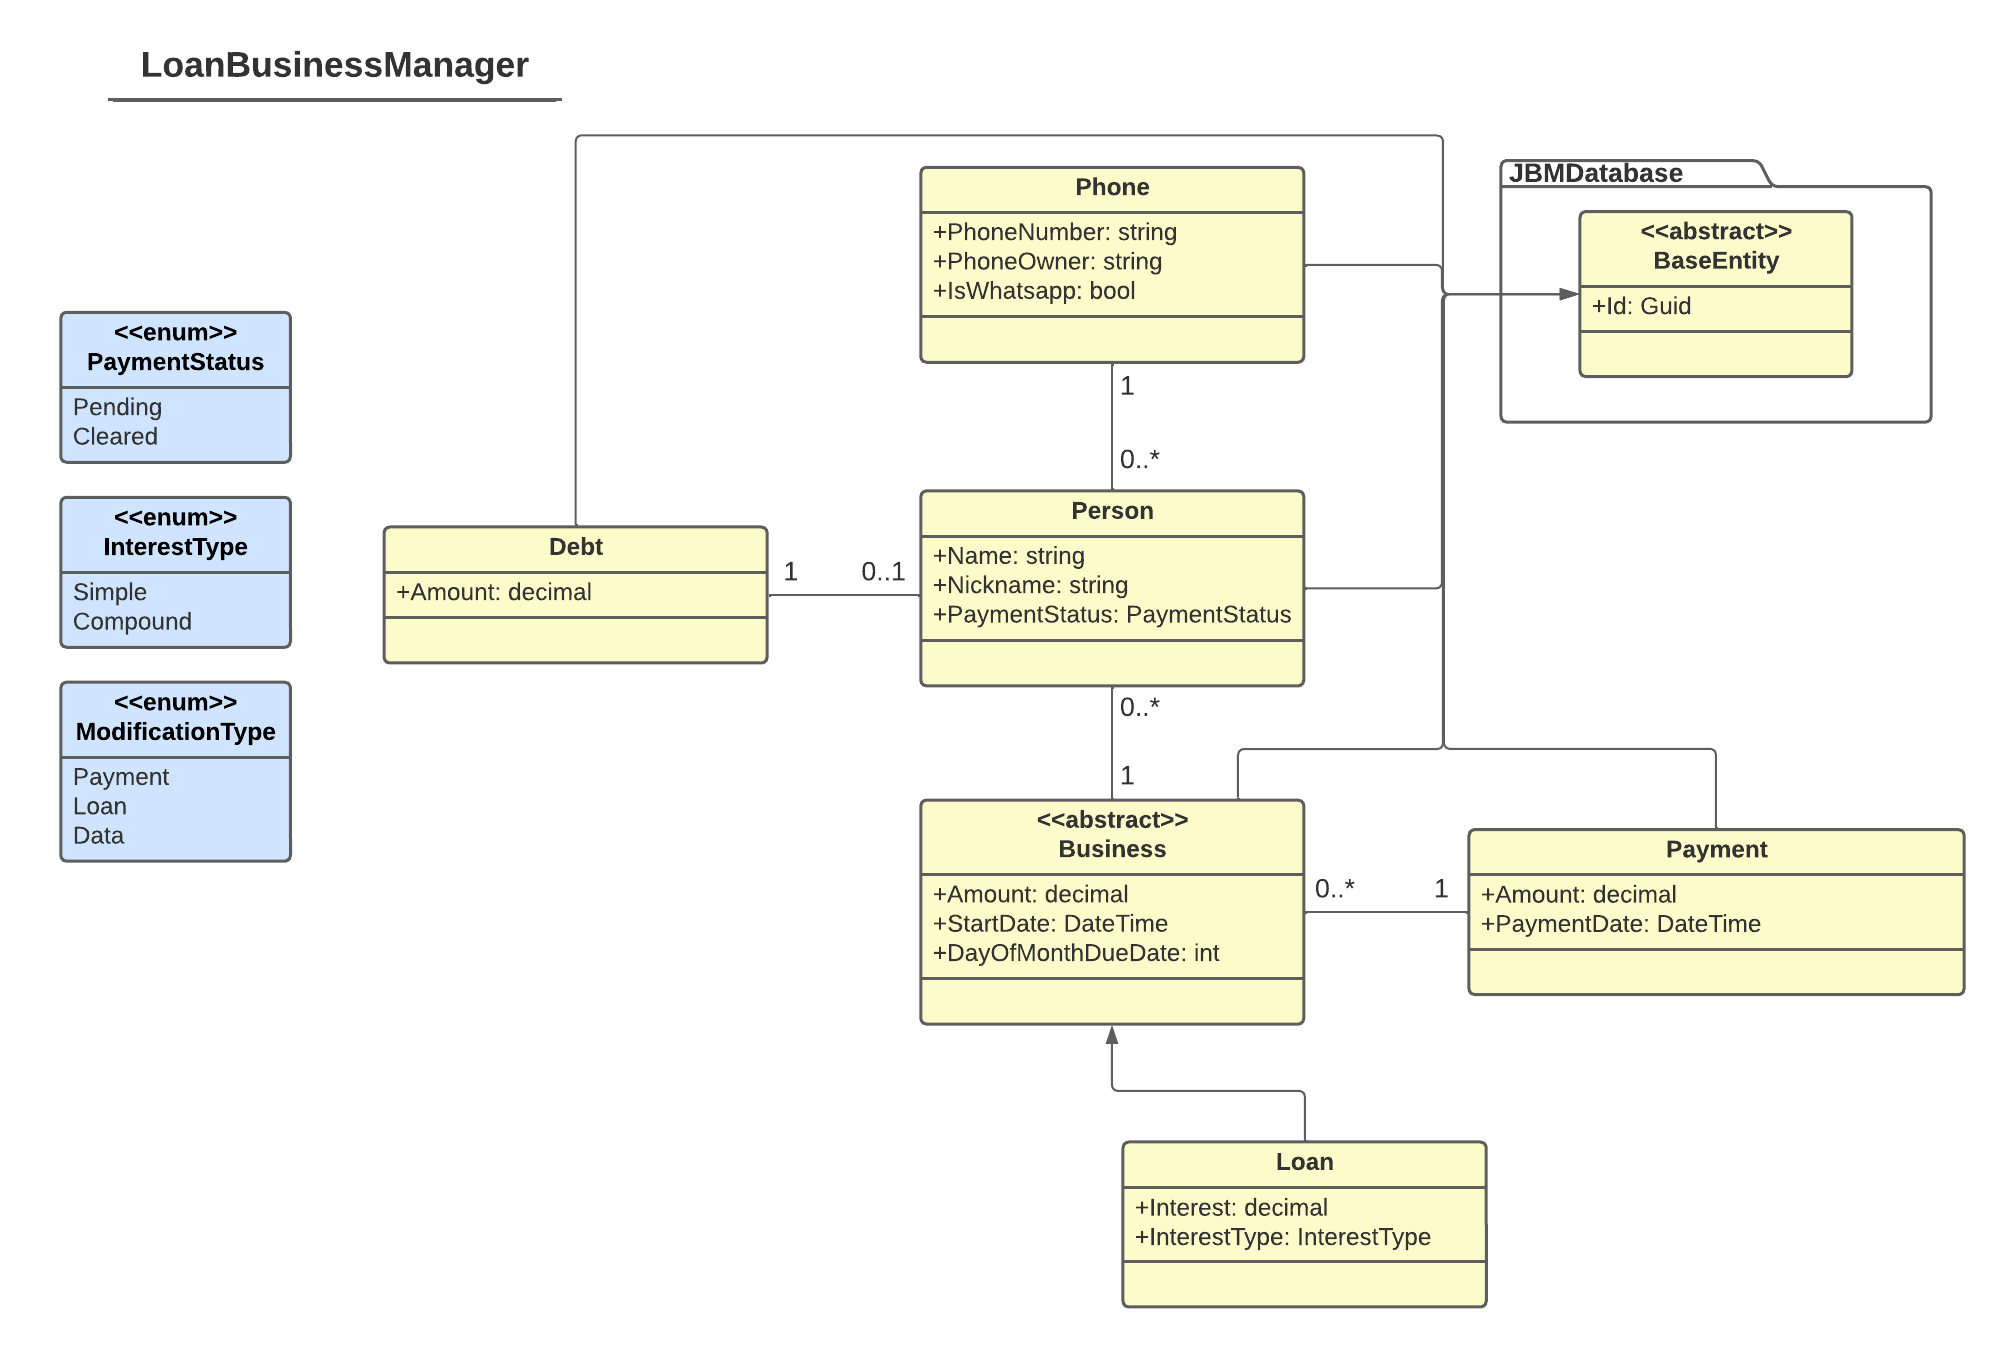 LoanBusinessManager
JBMDatabase
<<abstract>>
BaseEntity
+Id: Guid
Phone
+PhoneNumber: string
+PhoneOwner: string
+IsWhatsapp: bool
1
0..*
<<enum>>
PaymentStatus
Pending
Cleared
<<enum>>
InterestType
Simple
Compound
<<enum>>
ModificationType
Payment
Loan
Data
Debt
+Amount: decimal
1
0..1
Person
+Name: string
+Nickname: string
+PaymentStatus: PaymentStatus
0..*
1
<<abstract>>
Business
+Amount: decimal
+StartDate: DateTime
+DayOfMonthDueDate: int
0..*
1
Payment
+Amount: decimal
+PaymentDate: DateTime
Loan
+Interest: decimal
+InterestType: InterestType